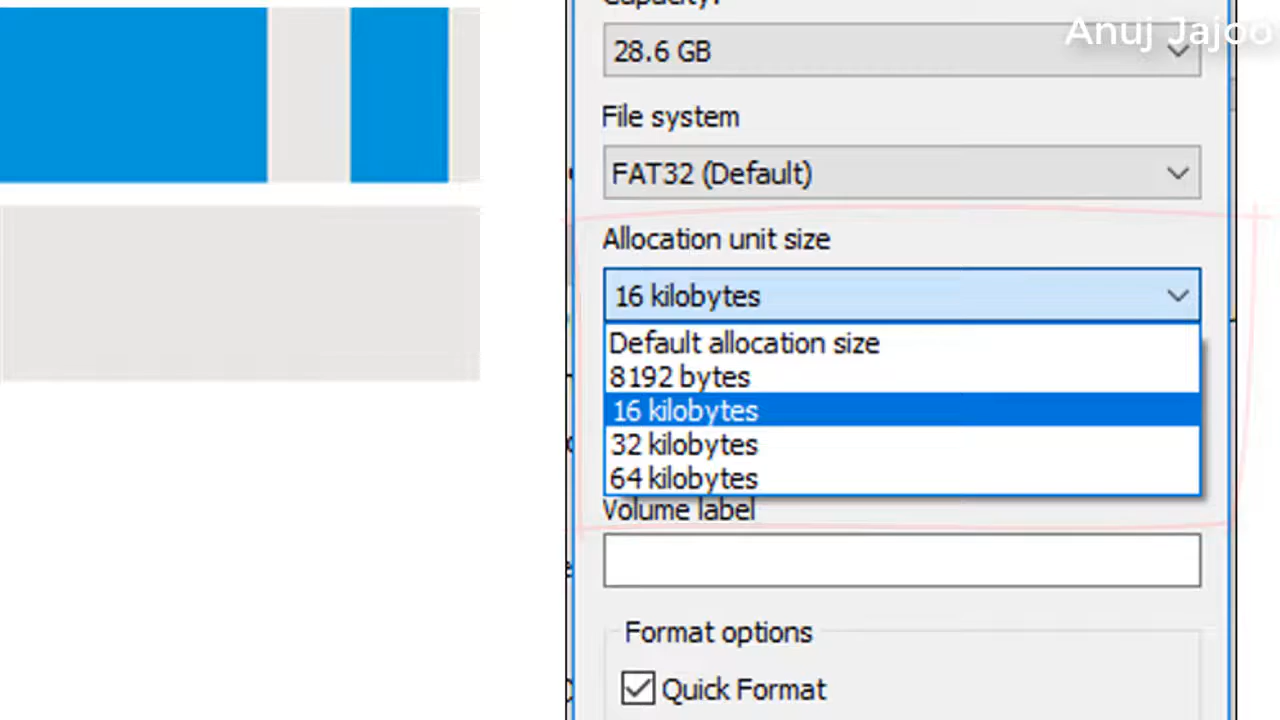 Capacity:
Anuj Jajoo
28.6 GB
File system
FAT32 (Default)
Allocation unit size
16 kilobytes
Default allocation size
8192 bytes
16 kilobytes
32 kilobytes
64 kilobytes
Volume label
Format options
Quick Format